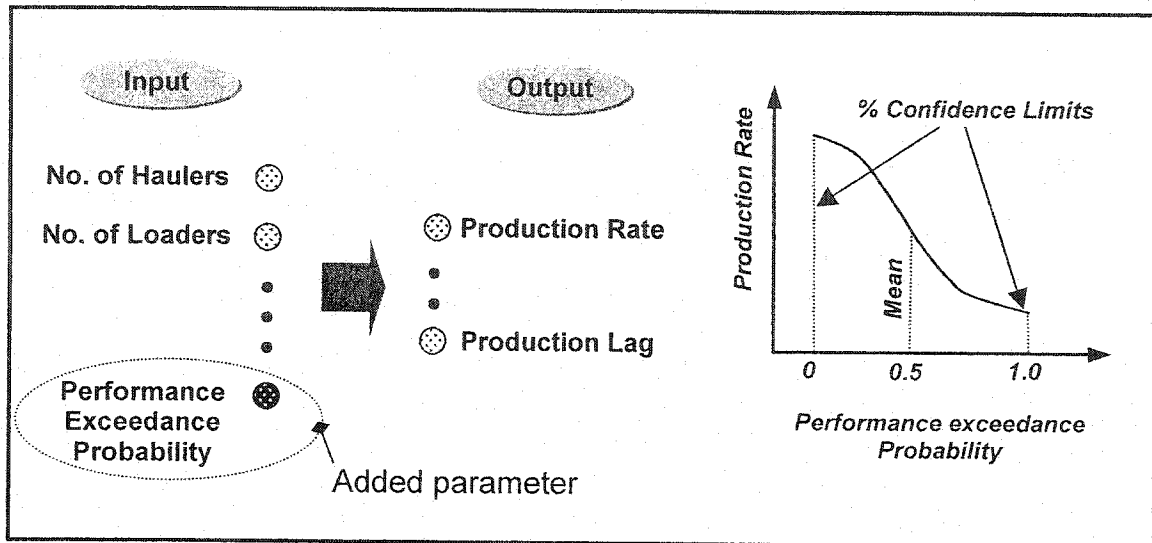 Input
Output
No. of Haulers
No. of Loaders
Performance
Exceedance
Probability
Added parameter
Production Rate
Production Lag
Production Rate
% Confidence Limits
Mean
0
0.5
1.0
Performance exceedance
Probability